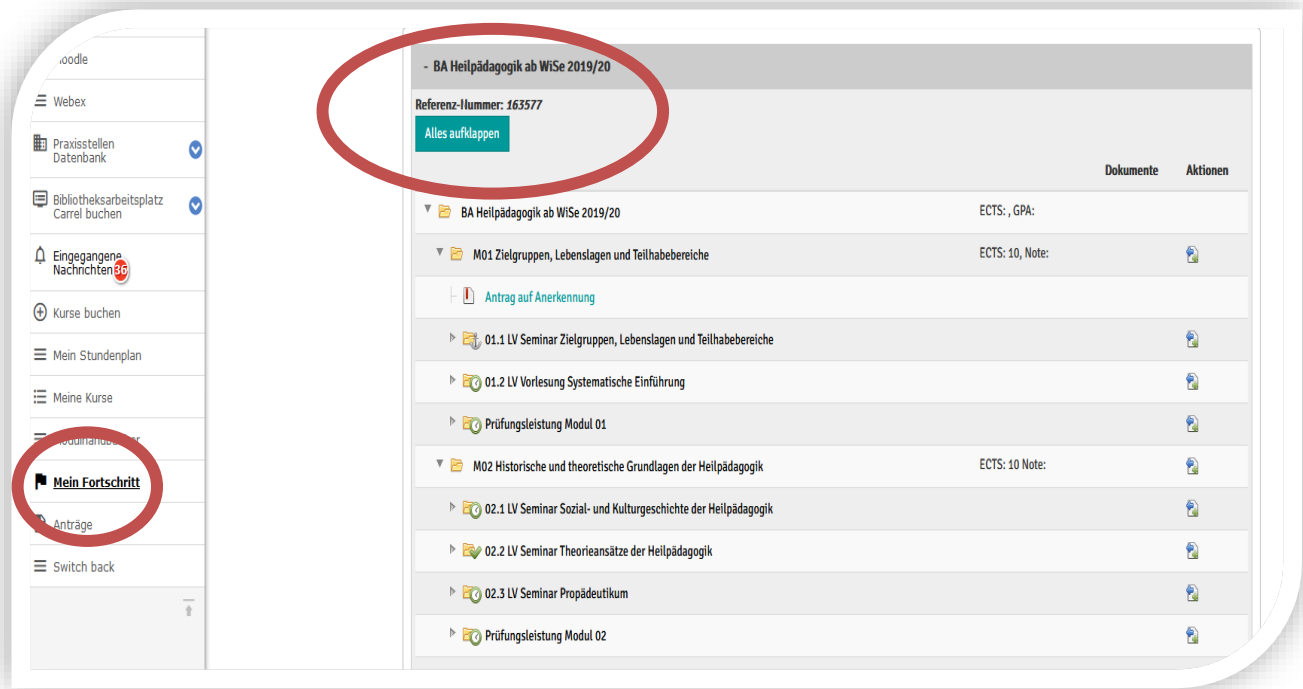 Webex
Praxisstellen
Datenbank
Bibliotheksarbeitsplatz
Carrel buchen
Eingegangene
Nachrichten 36
Kurse buchen
Mein Stundenplan
Meine Kurse
Mein Fortschritt
Anträge
Switch back
- BA Heilpädagogik ab WiSe 2019/20
Referenz-Nummer: 163577
Alles aufklappen
Dokumente Aktionen
BA Heilpädagogik ab WiSe 2019/20 ECTS: , GPA:
M01 Zielgruppen, Lebenslagen und Teilhabebereiche ECTS: 10, Note:
Antrag auf Anerkennung
01.1 LV Seminar Zielgruppen, Lebenslagen und Teilhabebereiche
01.2 LV Vorlesung Systematische Einführung
Prüfungsleistung Modul 01
M02 Historische und theoretische Grundlagen der Heilpädagogik ECTS: 10 Note:
02.1 LV Seminar Sozial- und Kulturgeschichte der Heilpädagogik
02.2 LV Seminar Theorieansätze der Heilpädagogik
02.3 LV Seminar Propädeutikum
Prüfungsleistung Modul 02